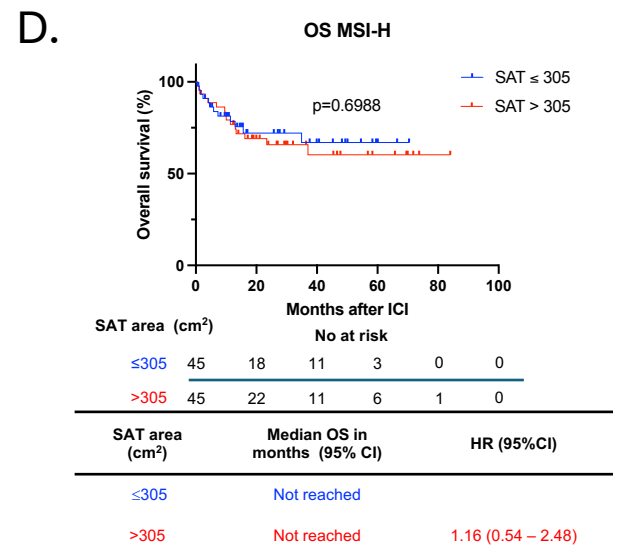 D.
OS MSI-H
SAT ≤ 305
SAT > 305
p=0.6988
Overall survival (%)
100
50
0
0 20 40 60 80 100
Months after ICI
SAT area (cm²)
No at risk
≤305 45 18 11 3 0 0
>305 45 22 11 6 1 0
SAT area (cm²) Median OS in months (95% CI) HR (95%CI)
≤305 Not reached
>305 Not reached 1.16 (0.54 – 2.48)